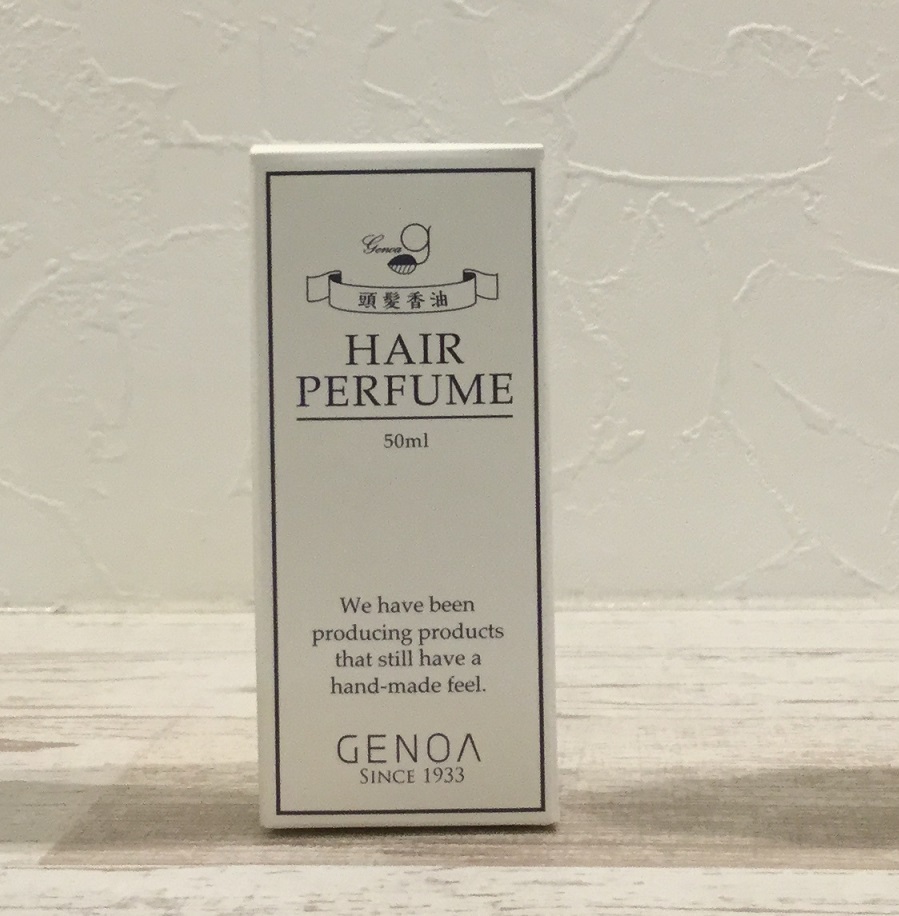 Genoa
頭髪香油
HAIR
PERFUME
50ml
We have been
producing products
that still have a
hand-made feel.
GENOA
SINCE 1933